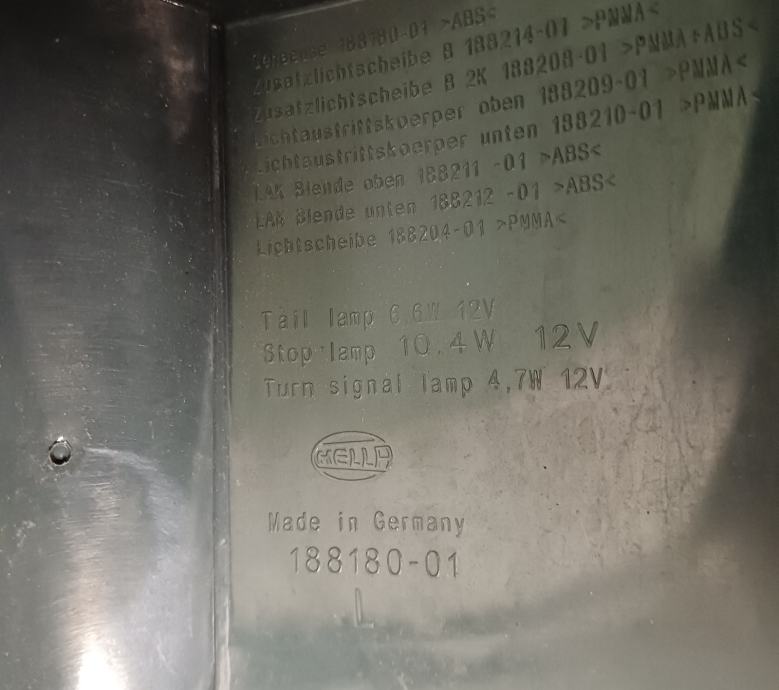 Gehaeuse 188180-01 >ABS<
Zusatzlichtscheibe B 188214-01 >PMMA<
Zusatzlichtscheibe B 2K 188208-01 >PMMA+ABS<
Lichtaustrittskoerper oben 188209-01 >PMMA<
Lichtaustrittskoerper unten 188210-01 >PMMA<
LAK Blende oben 188211 -01 >ABS<
LAK Blende unten 188212 -01 >ABS<
Lichtscheibe 188204-01 >PMMA<
Tail lamp 6,6W 12V
Stop lamp 10.4W 12V
Turn signal lamp 4,7W 12V
HELLA
Made in Germany
188180-01
L